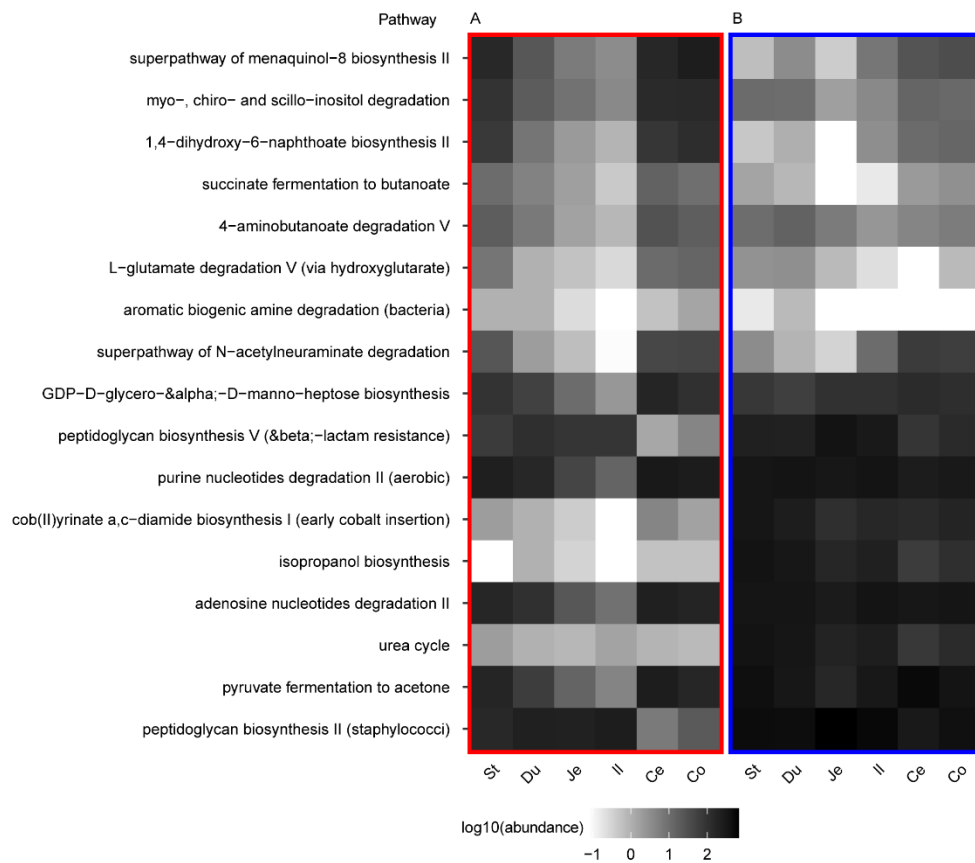 Pathway A B
superpathway of menaquinol−8 biosynthesis II
myo−, chiro− and scillo−inositol degradation
1,4−dihydroxy−6−naphthoate biosynthesis II
succinate fermentation to butanoate
4−aminobutanoate degradation V
L−glutamate degradation V (via hydroxyglutarate)
aromatic biogenic amine degradation (bacteria)
superpathway of N−acetylneuraminate degradation
GDP−D−glycero−&alpha;−D−manno−heptose biosynthesis
peptidoglycan biosynthesis V (&beta;−lactam resistance)
purine nucleotides degradation II (aerobic)
cob(II)yrinate a,c−diamide biosynthesis I (early cobalt insertion)
isopropanol biosynthesis
adenosine nucleotides degradation II
urea cycle
pyruvate fermentation to acetone
peptidoglycan biosynthesis II (staphylococci)
St Du Je Il Ce Co St Du Je Il Ce Co
log10(abundance)
−1 0 1 2